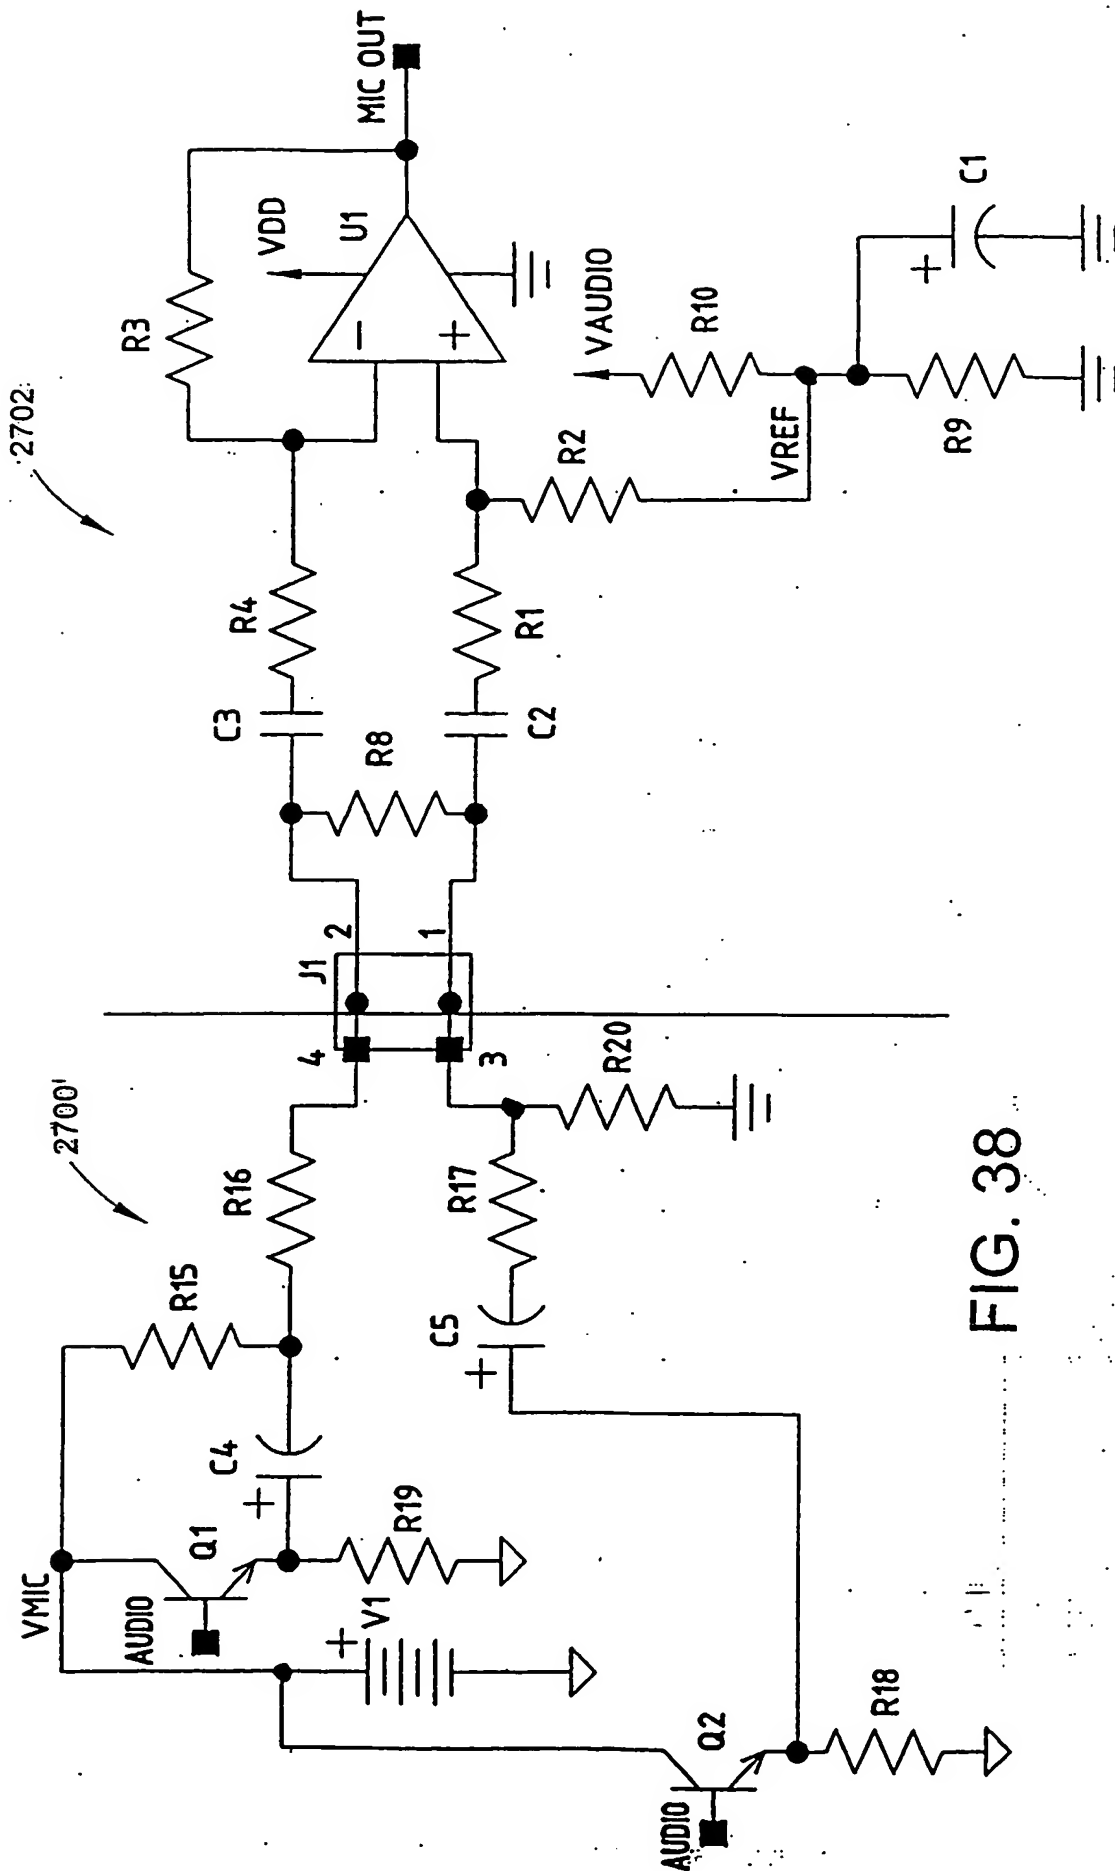 2700'
2702
VMIC
AUDIO
Q1
C4
+
R15
R16
V1
+
R19
AUDIO
Q2
R18
C5
+
R17
R20
J1
4
2
3
1
R8
C3
C2
R4
R1
R3
R2
−
+
U1
VDD
MIC OUT
VAUDIO
R10
VREF
R9
+
C1
FIG. 38